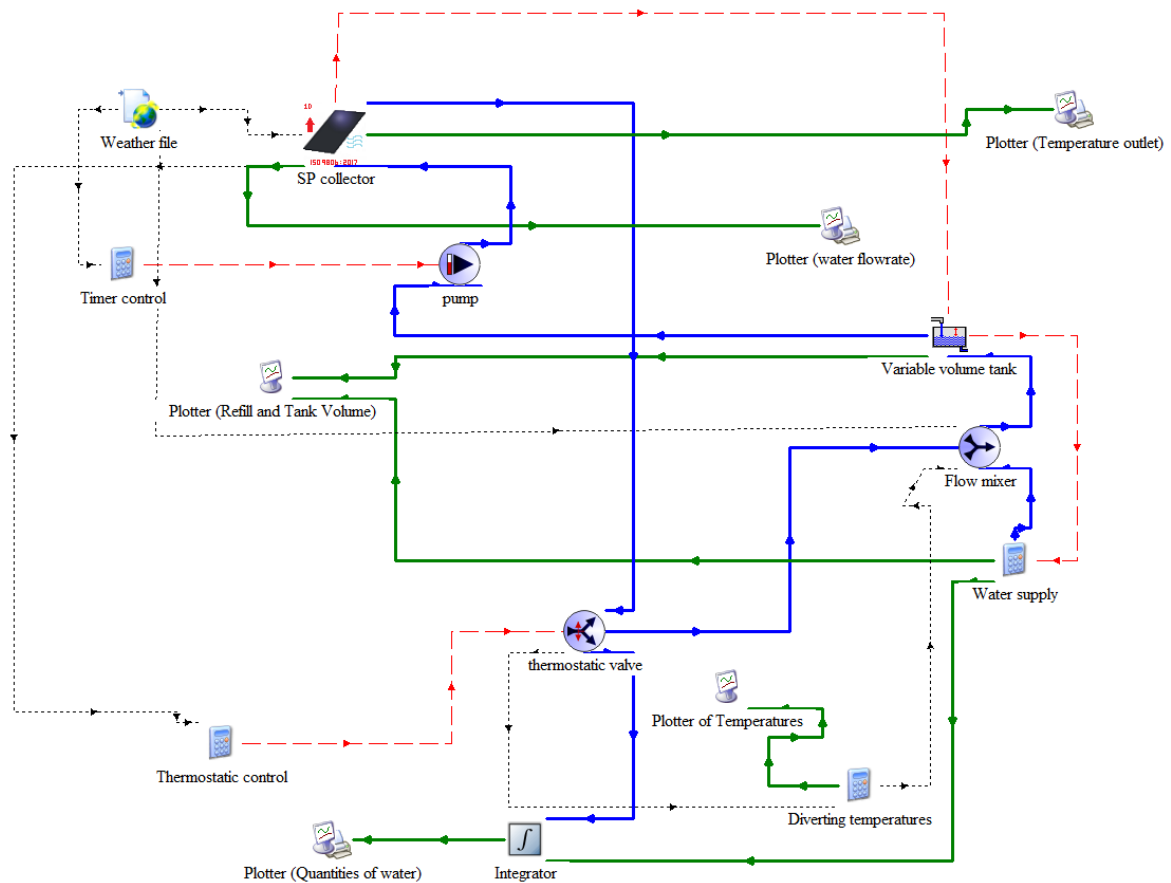 1D
Weather file
Plotter (Temperature outlet)
ISO 9806:2017
SP collector
Plotter (water flowrate)
Timer control
pump
Variable volume tank
Plotter (Refill and Tank Volume)
Flow mixer
Water supply
thermostatic valve
Plotter of Temperatures
Thermostatic control
Diverting temperatures
∫
Plotter (Quantities of water)
Integrator